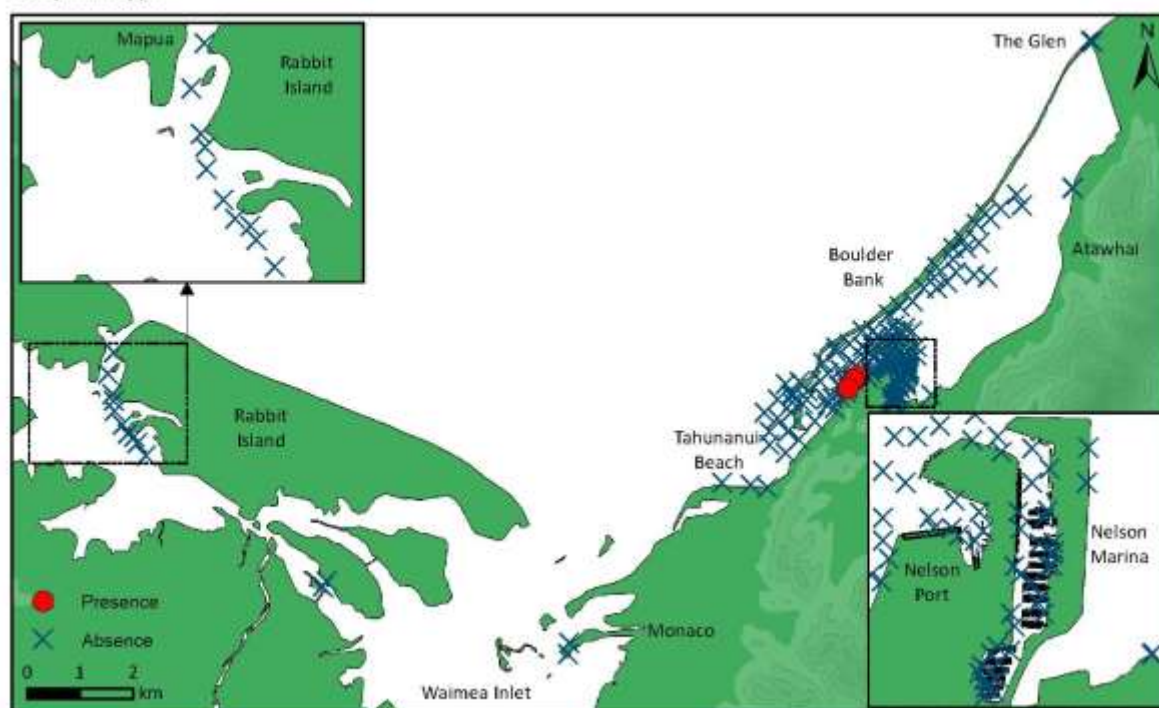 Mapua
Rabbit
Island
The Glen
N
Boulder
Bank
Atawhai
Rabbit
Island
Tahunanui
Beach
Nelson
Marina
Nelson
Port
Presence
Absence
Monaco
0 1 2
km
Waimea Inlet